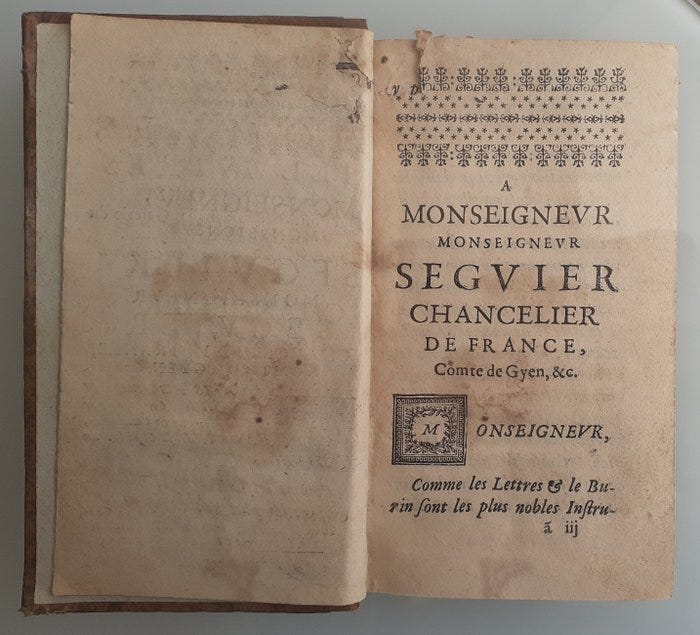 A
MONSEIGNEVR
MONSEIGNEVR
SEGVIER
CHANCELIER
DE FRANCE,
Comte de Gyen, &c.
MONSEIGNEVR,
Comme les Lettres & le Bu-
rin ſont les plus nobles Inſtru-
ã iij